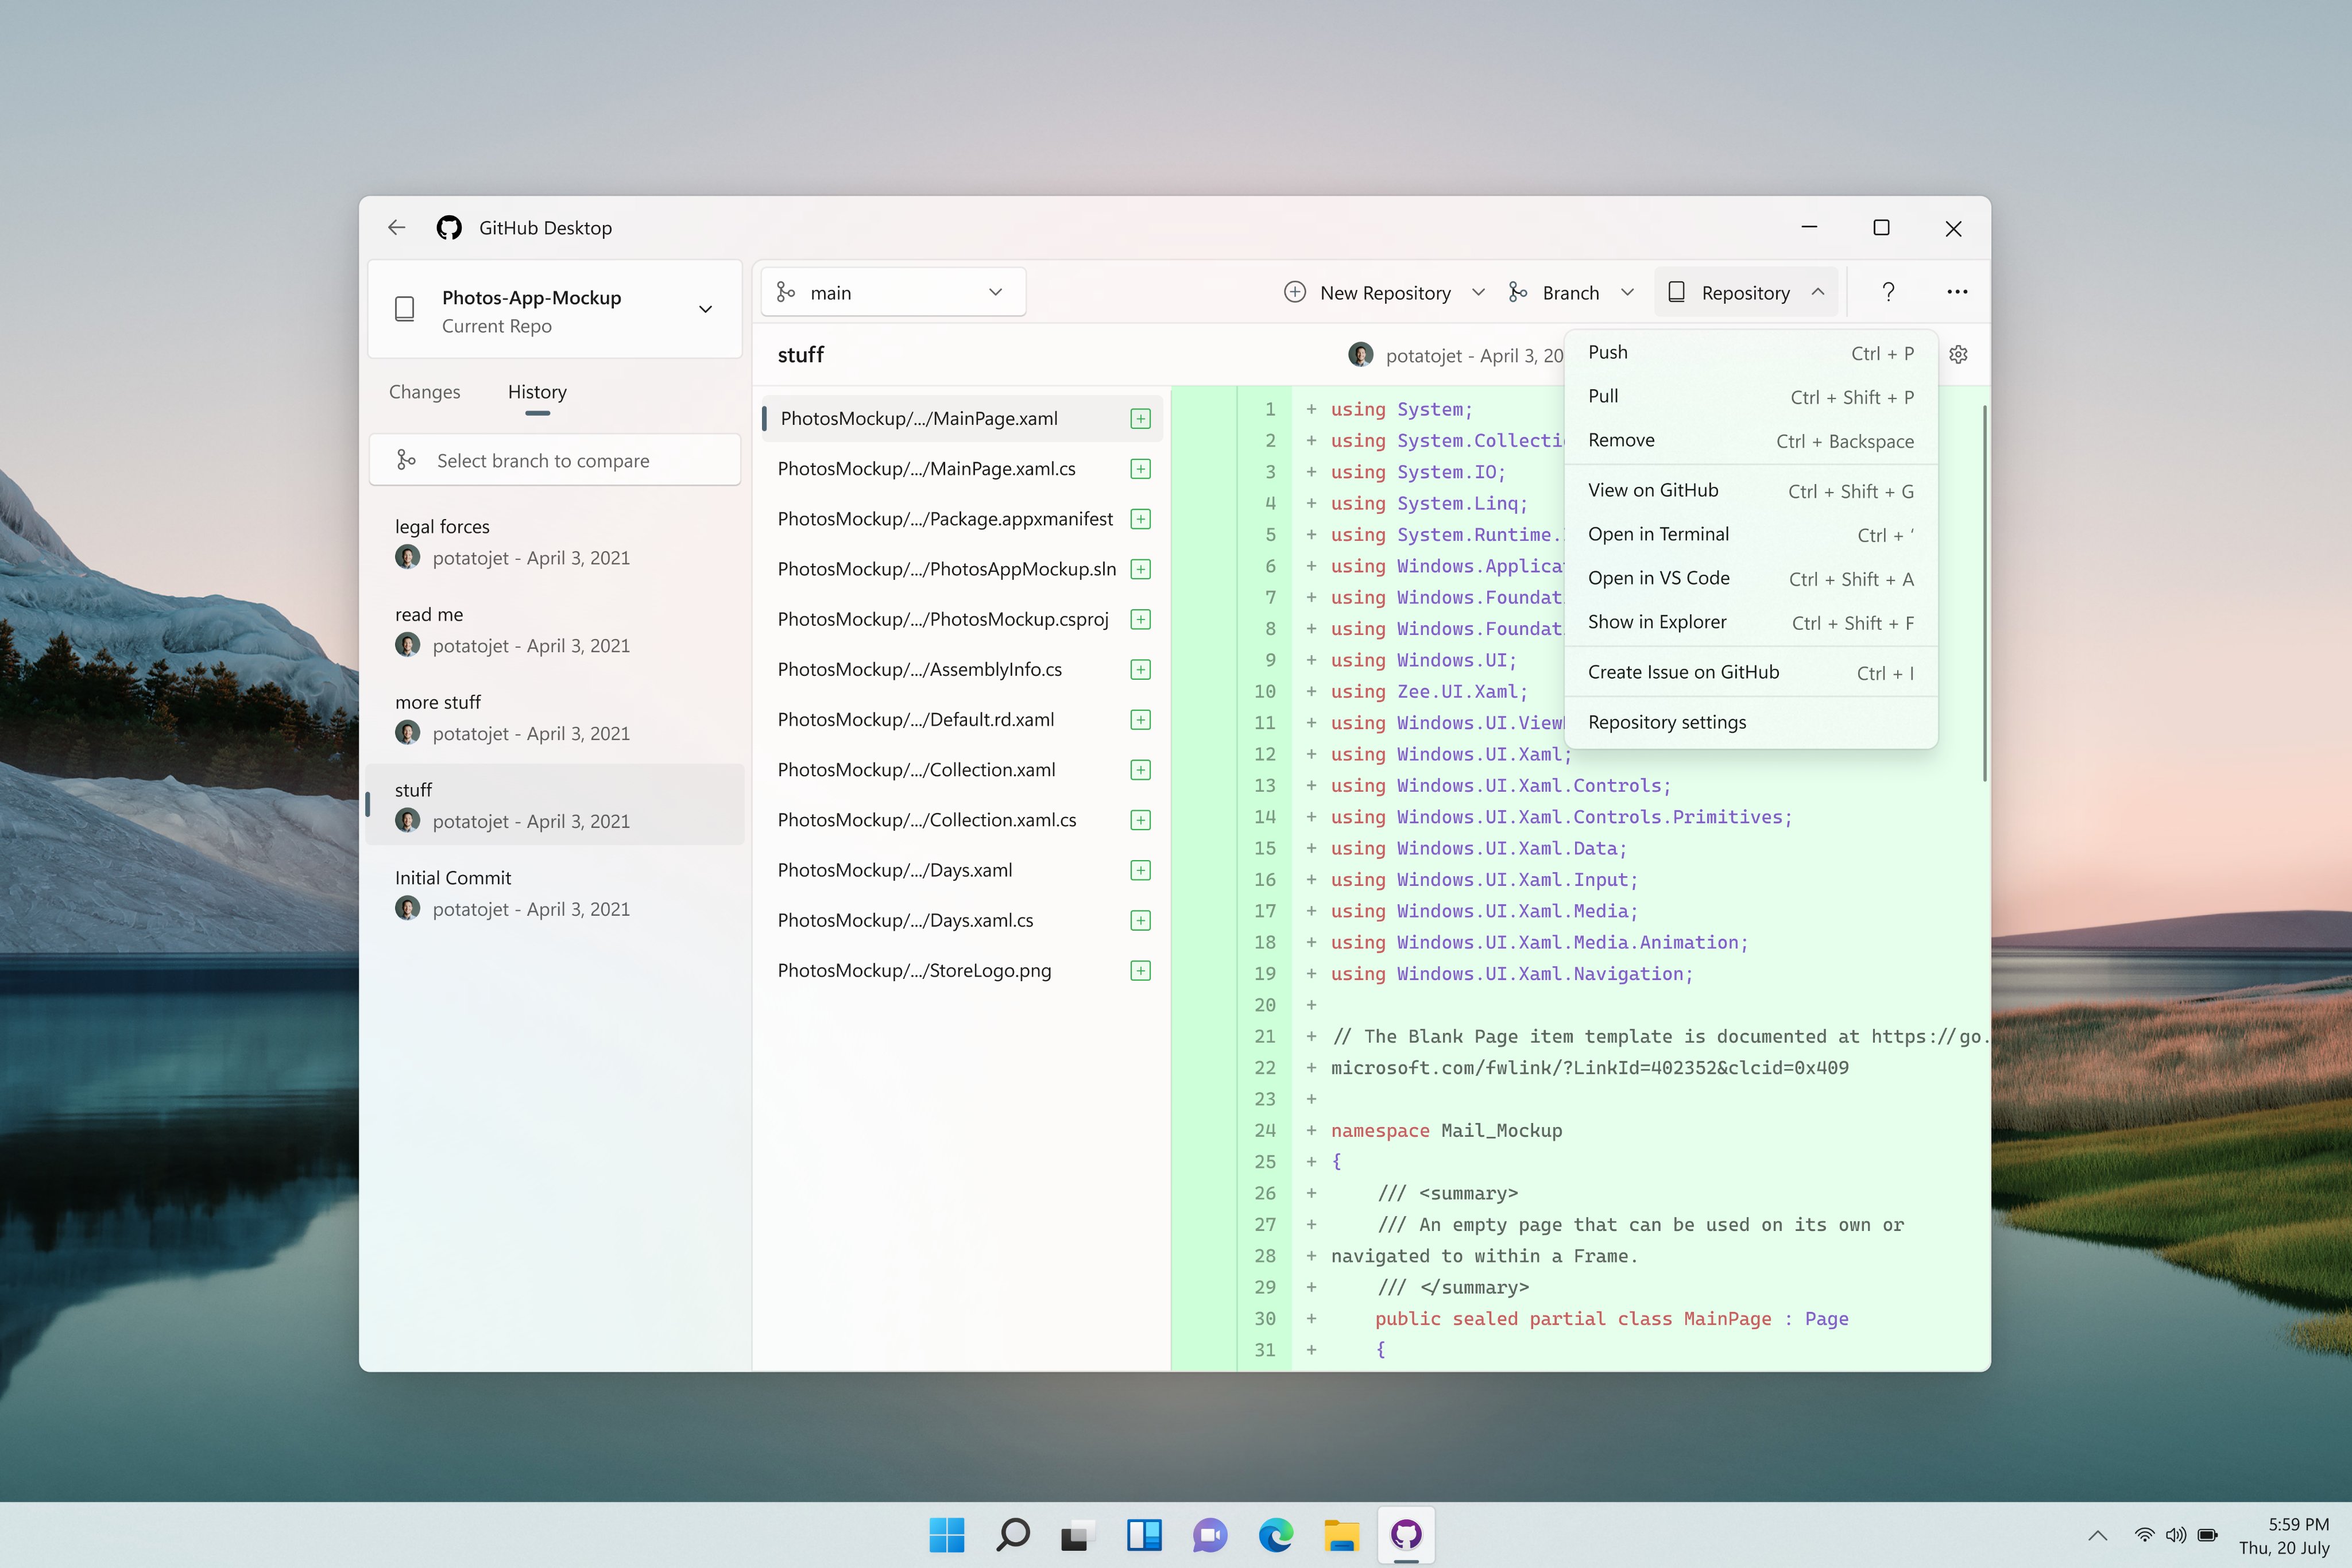 GitHub Desktop
Photos-App-Mockup
Current Repo
Changes
History
Select branch to compare
legal forces
potatojet - April 3, 2021
read me
potatojet - April 3, 2021
more stuff
potatojet - April 3, 2021
stuff
potatojet - April 3, 2021
Initial Commit
potatojet - April 3, 2021
main
New Repository
Branch
Repository
?
stuff
potatojet - April 3, 20
PhotosMockup/.../MainPage.xaml
PhotosMockup/.../MainPage.xaml.cs
PhotosMockup/.../Package.appxmanifest
PhotosMockup/.../PhotosAppMockup.sln
PhotosMockup/.../PhotosMockup.csproj
PhotosMockup/.../AssemblyInfo.cs
PhotosMockup/.../Default.rd.xaml
PhotosMockup/.../Collection.xaml
PhotosMockup/.../Collection.xaml.cs
PhotosMockup/.../Days.xaml
PhotosMockup/.../Days.xaml.cs
PhotosMockup/.../StoreLogo.png
1 + using System;
2 + using System.Collecti
3 + using System.IO;
4 + using System.Linq;
5 + using System.Runtime.
6 + using Windows.Applica
7 + using Windows.Foundat
8 + using Windows.Foundat
9 + using Windows.UI;
10 + using Zee.UI.Xaml;
11 + using Windows.UI.View
12 + using Windows.UI.Xaml;
13 + using Windows.UI.Xaml.Controls;
14 + using Windows.UI.Xaml.Controls.Primitives;
15 + using Windows.UI.Xaml.Data;
16 + using Windows.UI.Xaml.Input;
17 + using Windows.UI.Xaml.Media;
18 + using Windows.UI.Xaml.Media.Animation;
19 + using Windows.UI.Xaml.Navigation;
20 +
21 + // The Blank Page item template is documented at https://go.
22 + microsoft.com/fwlink/?LinkId=402352&clcid=0x409
23 +
24 + namespace Mail_Mockup
25 + {
26 + /// <summary>
27 + /// An empty page that can be used on its own or
28 + navigated to within a Frame.
29 + /// </summary>
30 + public sealed partial class MainPage : Page
31 + {
Push Ctrl + P
Pull Ctrl + Shift + P
Remove Ctrl + Backspace
View on GitHub Ctrl + Shift + G
Open in Terminal Ctrl + ‘
Open in VS Code Ctrl + Shift + A
Show in Explorer Ctrl + Shift + F
Create Issue on GitHub Ctrl + I
Repository settings
5:59 PM
Thu, 20 July